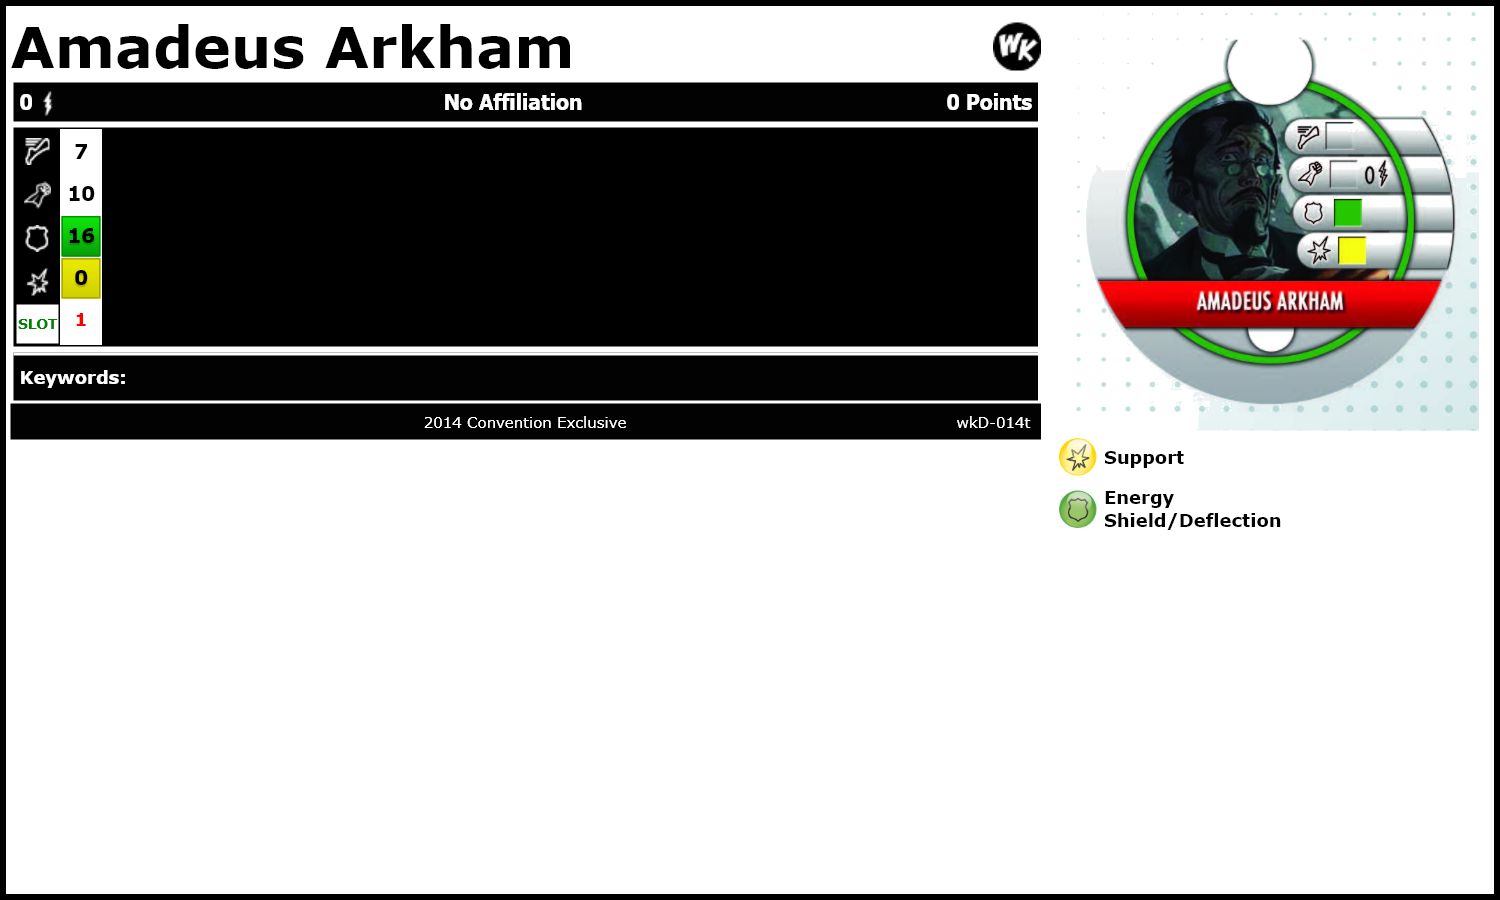 Amadeus Arkham
WK
0 No Affiliation 0 Points
7
10
16
0
SLOT 1
Keywords:
2014 Convention Exclusive wkD-014t
0
AMADEUS ARKHAM
Support
Energy
Shield/Deflection